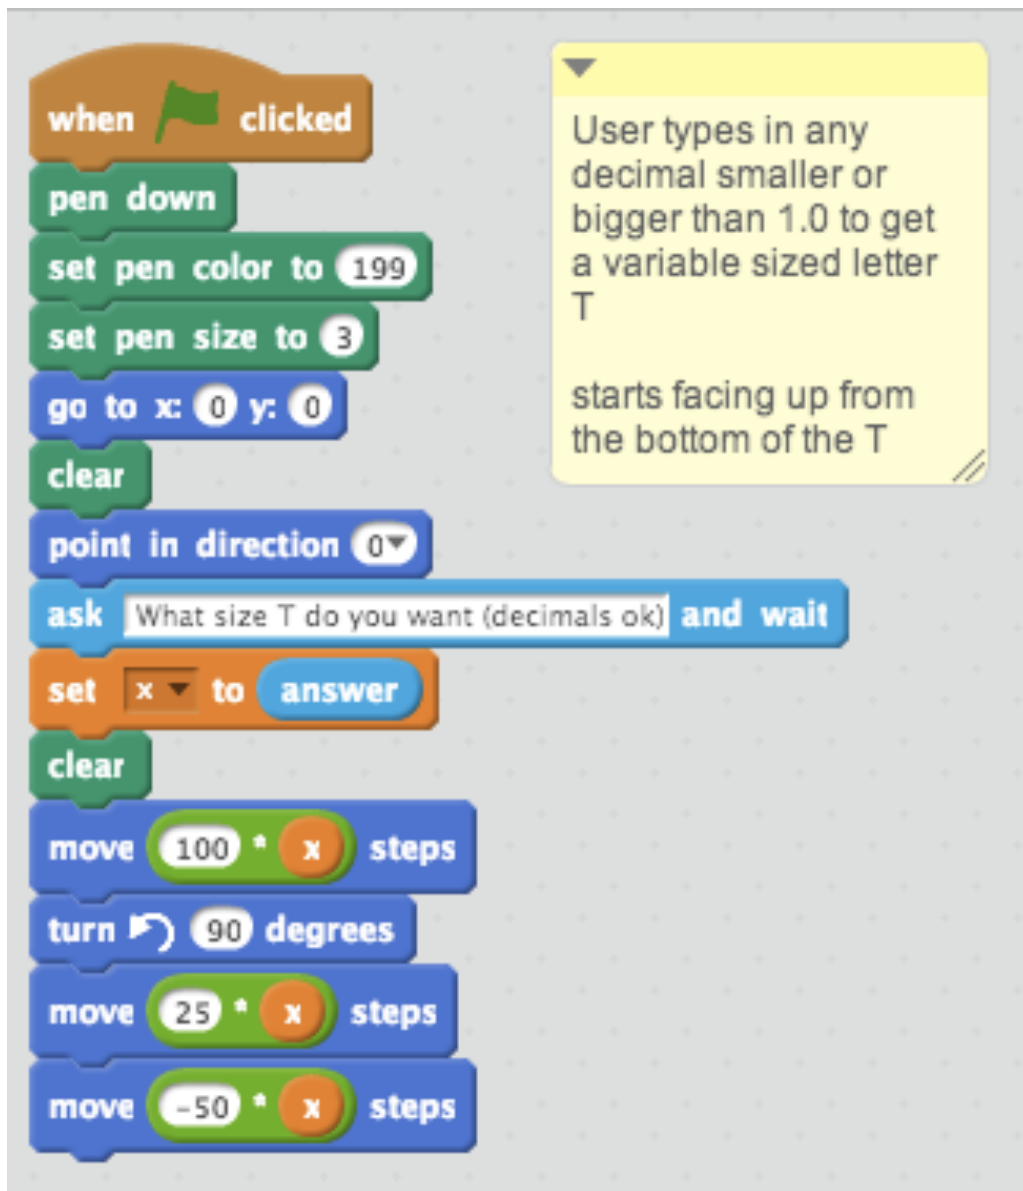 when clicked
pen down
set pen color to 199
set pen size to 3
go to x: 0 y: 0
clear
point in direction 0
ask What size T do you want (decimals ok) and wait
set x to answer
clear
move 100 * x steps
turn 90 degrees
move 25 * x steps
move -50 * x steps
User types in any
decimal smaller or
bigger than 1.0 to get
a variable sized letter
T
starts facing up from
the bottom of the T